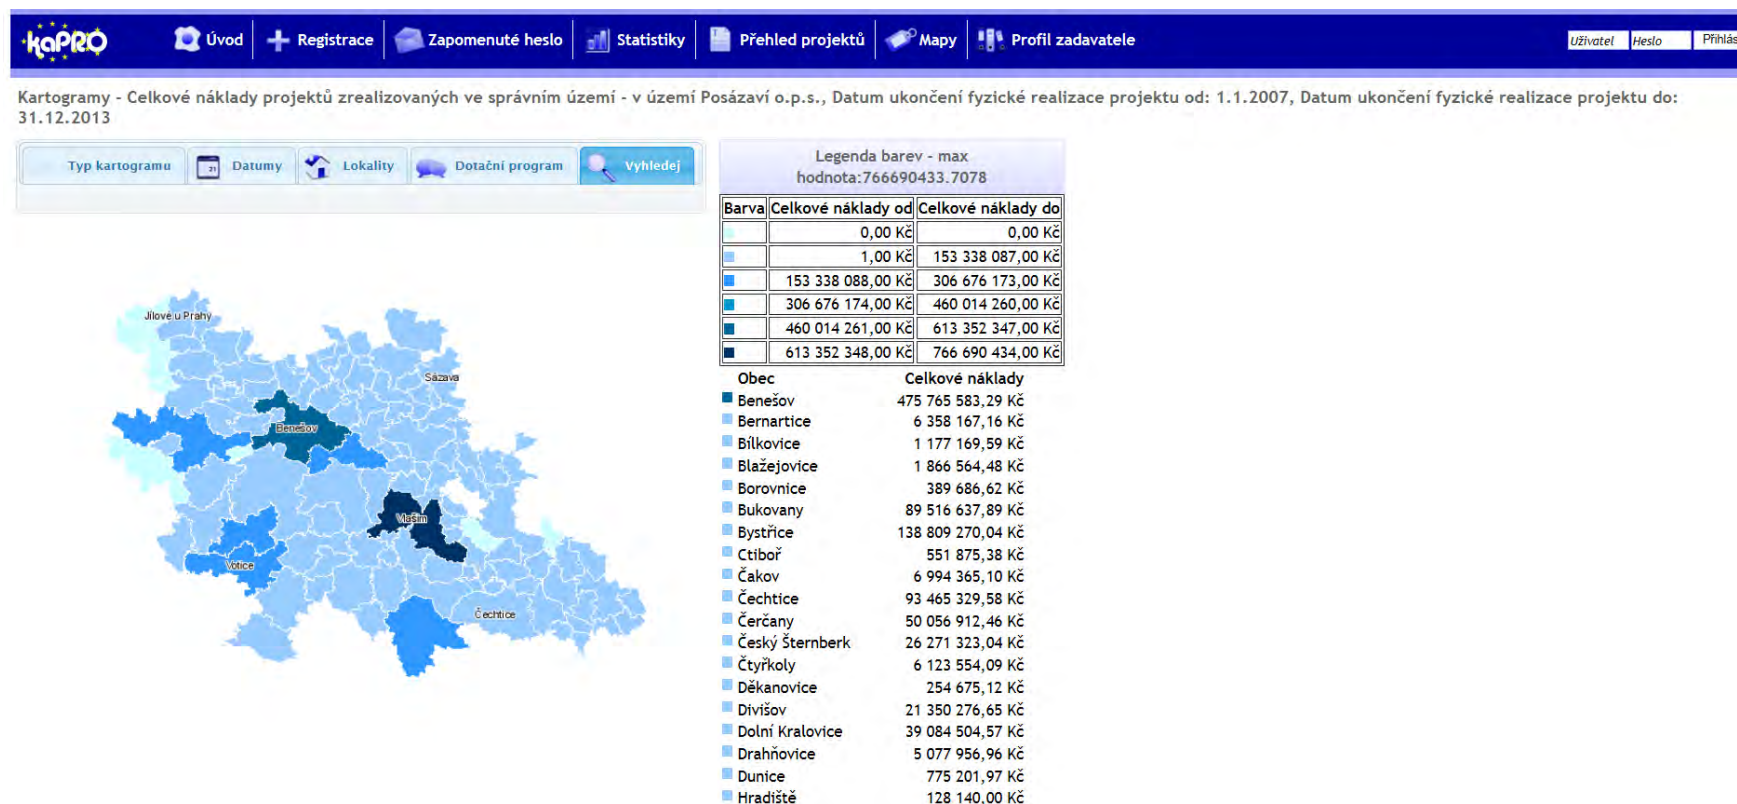 kaPRO
Úvod
Registrace
Zapomenuté heslo
Statistiky
Přehled projektů
Mapy
Profil zadavatele
Uživatel
Heslo
Přihlás
Kartogramy - Celkové náklady projektů zrealizovaných ve správním území - v území Posázaví o.p.s., Datum ukončení fyzické realizace projektu od: 1.1.2007, Datum ukončení fyzické realizace projektu do:
31.12.2013
Typ kartogramu
Datumy
Lokality
Dotační program
Vyhledej
Legenda barev - max
hodnota:766690433.7078
Barva Celkové náklady od Celkové náklady do
0,00 Kč 0,00 Kč
1,00 Kč 153 338 087,00 Kč
153 338 088,00 Kč 306 676 173,00 Kč
306 676 174,00 Kč 460 014 260,00 Kč
460 014 261,00 Kč 613 352 347,00 Kč
613 352 348,00 Kč 766 690 434,00 Kč
Obec Celkové náklady
Benešov 475 765 583,29 Kč
Bernartice 6 358 167,16 Kč
Bílkovice 1 177 169,59 Kč
Blažejovice 1 866 564,48 Kč
Borovnice 389 686,62 Kč
Bukovany 89 516 637,89 Kč
Bystřice 138 809 270,04 Kč
Ctiboř 551 875,38 Kč
Čakov 6 994 365,10 Kč
Čechtice 93 465 329,58 Kč
Čerčany 50 056 912,46 Kč
Český Šternberk 26 271 323,04 Kč
Čtyřkoly 6 123 554,09 Kč
Děkanovice 254 675,12 Kč
Divišov 21 350 276,65 Kč
Dolní Kralovice 39 084 504,57 Kč
Drahňovice 5 077 956,96 Kč
Dunice 775 201,97 Kč
Hradiště 128 140,00 Kč
Jílové u Prahy
Sázava
Benešov
Vlašim
Votice
Čechtice